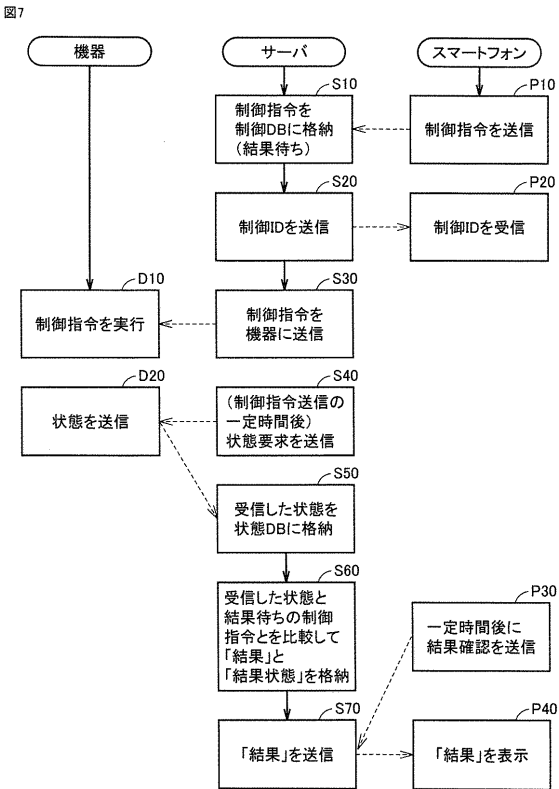 図7
機器
サーバ
スマートフォン
S10
制御指令を
制御DBに格納
(結果待ち)
P10
制御指令を送信
S20
制御IDを送信
P20
制御IDを受信
D10
制御指令を実行
S30
制御指令を
機器に送信
D20
状態を送信
S40
(制御指令送信の
一定時間後)
状態要求を送信
S50
受信した状態を
状態DBに格納
S60
受信した状態と
結果待ちの制御
指令とを比較して
「結果」と
「結果状態」を格納
P30
一定時間後に
結果確認を送信
S70
「結果」を送信
P40
「結果」を表示